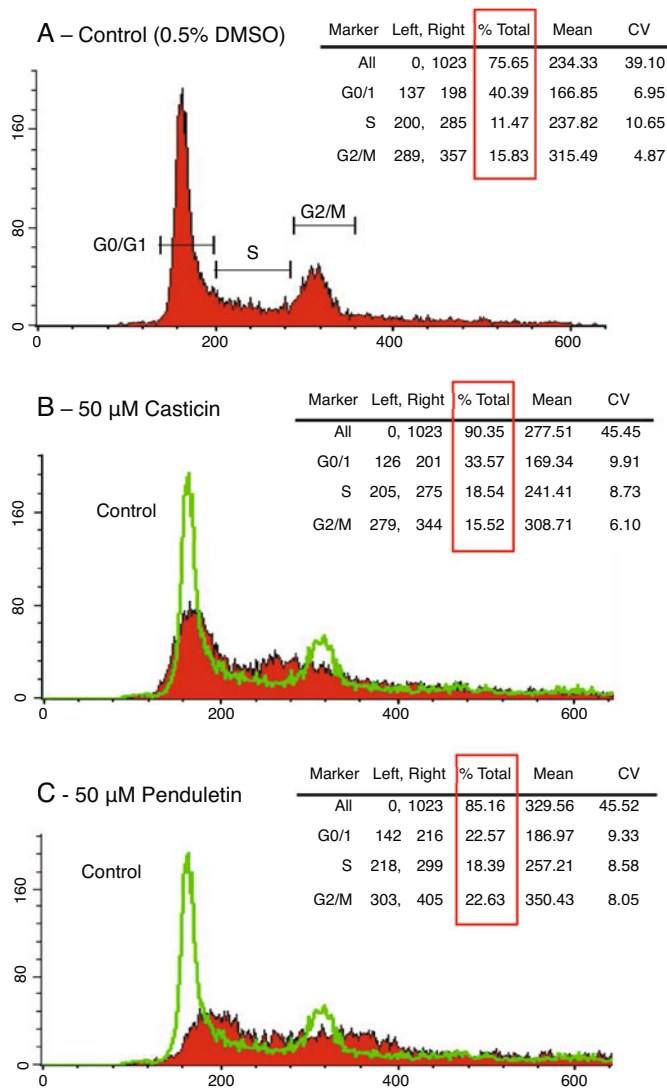 A – Control (0.5% DMSO)
Marker Left, Right % Total Mean CV
All 0, 1023 75.65 234.33 39.10
G0/1 137 198 40.39 166.85 6.95
S 200, 285 11.47 237.82 10.65
G2/M 289, 357 15.83 315.49 4.87
160
80
0
G0/G1
S
G2/M
0 200 400 600
B – 50 µM Casticin
Marker Left, Right % Total Mean CV
All 0, 1023 90.35 277.51 45.45
G0/1 126 201 33.57 169.34 9.91
S 205, 275 18.54 241.41 8.73
G2/M 279, 344 15.52 308.71 6.10
Control
160
80
0
0 200 400 600
C - 50 µM Penduletin
Marker Left, Right % Total Mean CV
All 0, 1023 85.16 329.56 45.52
G0/1 142 216 22.57 186.97 9.33
S 218, 299 18.39 257.21 8.58
G2/M 303, 405 22.63 350.43 8.05
Control
160
80
0
0 200 400 600